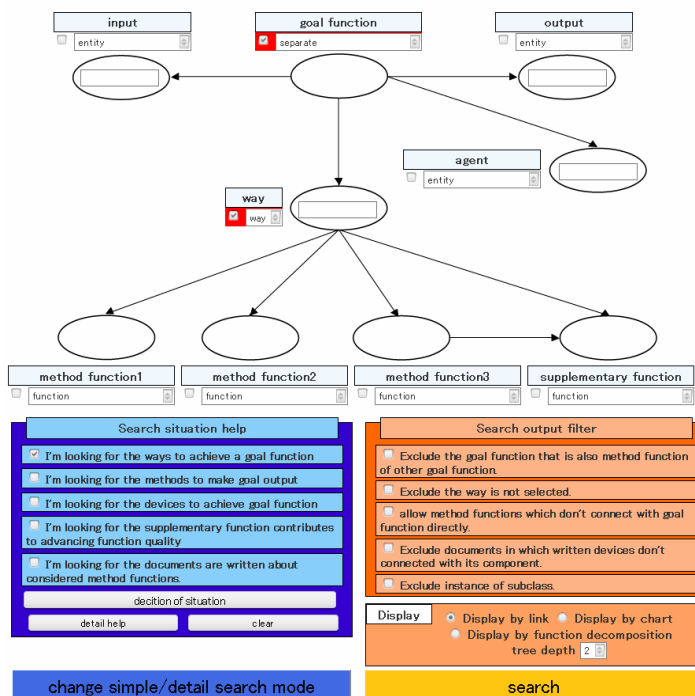 input
goal function
output
entity
separate
entity
agent
entity
way
way
method function1
method function2
method function3
supplementary function
function
function
function
function
Search situation help
I'm looking for the ways to achieve a goal function
I'm looking for the methods to make goal output
I'm looking for the devices to achieve goal function
I'm looking for the supplementary function contributes
to advancing function quality
I'm looking for the documents are written about
considered method functions.
decition of situation
detail help
clear
Search output filter
Exclude the goal function that is also method function
of other goal function.
Exclude the way is not selected.
allow method functions which don't connect with goal
function directly.
Exclude documents in which written devices don't
connected with its component.
Exclude instance of subclass.
Display
Display by link
Display by chart
Display by function decomposition
tree depth 2
change simple/detail search mode
search